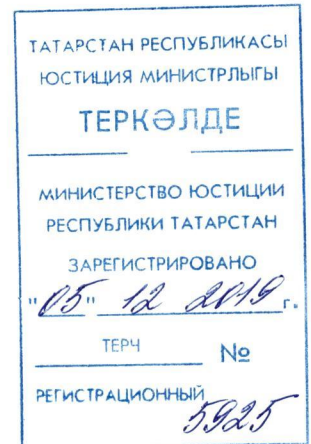 ТАТАРСТАН РЕСПУБЛИКАСЫ
ЮСТИЦИЯ МИНИСТРЛЫГЫ
ТЕРКӘЛДЕ
МИНИСТЕРСТВО ЮСТИЦИИ
РЕСПУБЛИКИ ТАТАРСТАН
ЗАРЕГИСТРИРОВАНО
"05" 12 2019 г.
ТЕРЧ №
РЕГИСТРАЦИОННЫЙ 5925